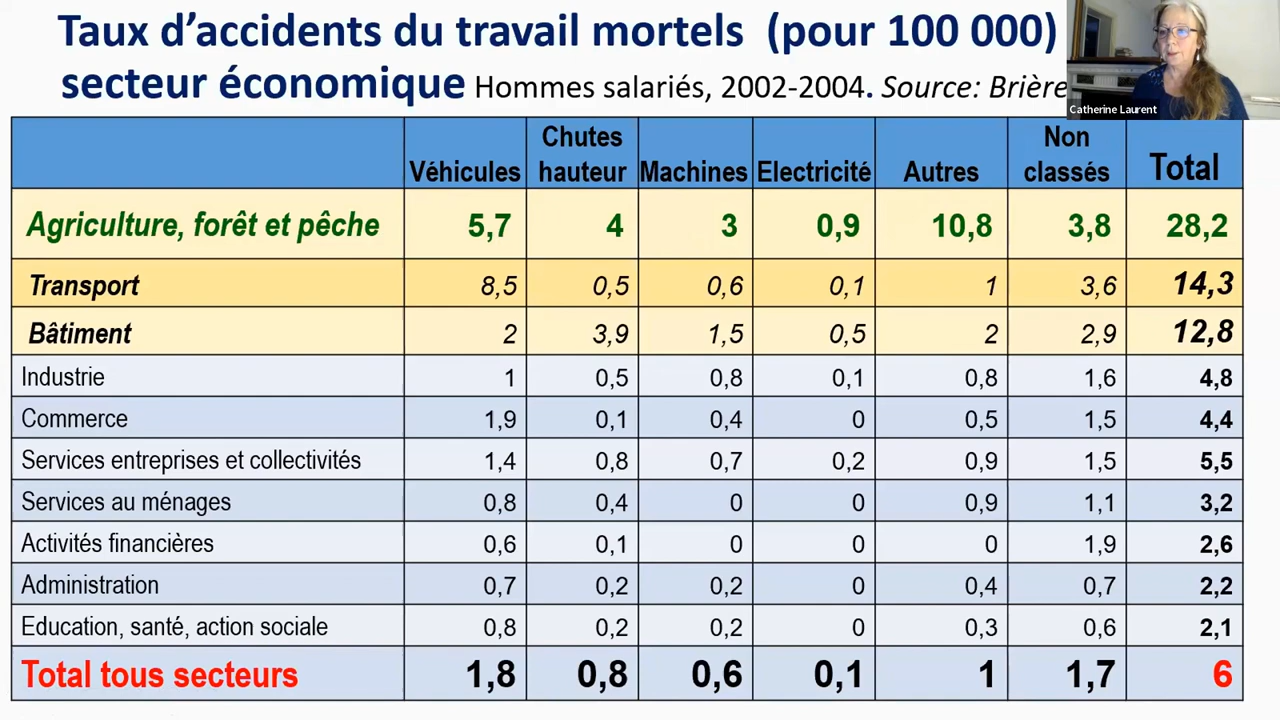 Taux d’accidents du travail mortels (pour 100 000)
secteur économique Hommes salariés, 2002-2004. Source: Brière
Catherine Laurent
Véhicules Chutes hauteur Machines Electricité Autres Non classés Total
Agriculture, forêt et pêche 5,7 4 3 0,9 10,8 3,8 28,2
Transport 8,5 0,5 0,6 0,1 1 3,6 14,3
Bâtiment 2 3,9 1,5 0,5 2 2,9 12,8
Industrie 1 0,5 0,8 0,1 0,8 1,6 4,8
Commerce 1,9 0,1 0,4 0 0,5 1,5 4,4
Services entreprises et collectivités 1,4 0,8 0,7 0,2 0,9 1,5 5,5
Services au ménages 0,8 0,4 0 0 0,9 1,1 3,2
Activités financières 0,6 0,1 0 0 0 1,9 2,6
Administration 0,7 0,2 0,2 0 0,4 0,7 2,2
Education, santé, action sociale 0,8 0,2 0,2 0 0,3 0,6 2,1
Total tous secteurs 1,8 0,8 0,6 0,1 1 1,7 6